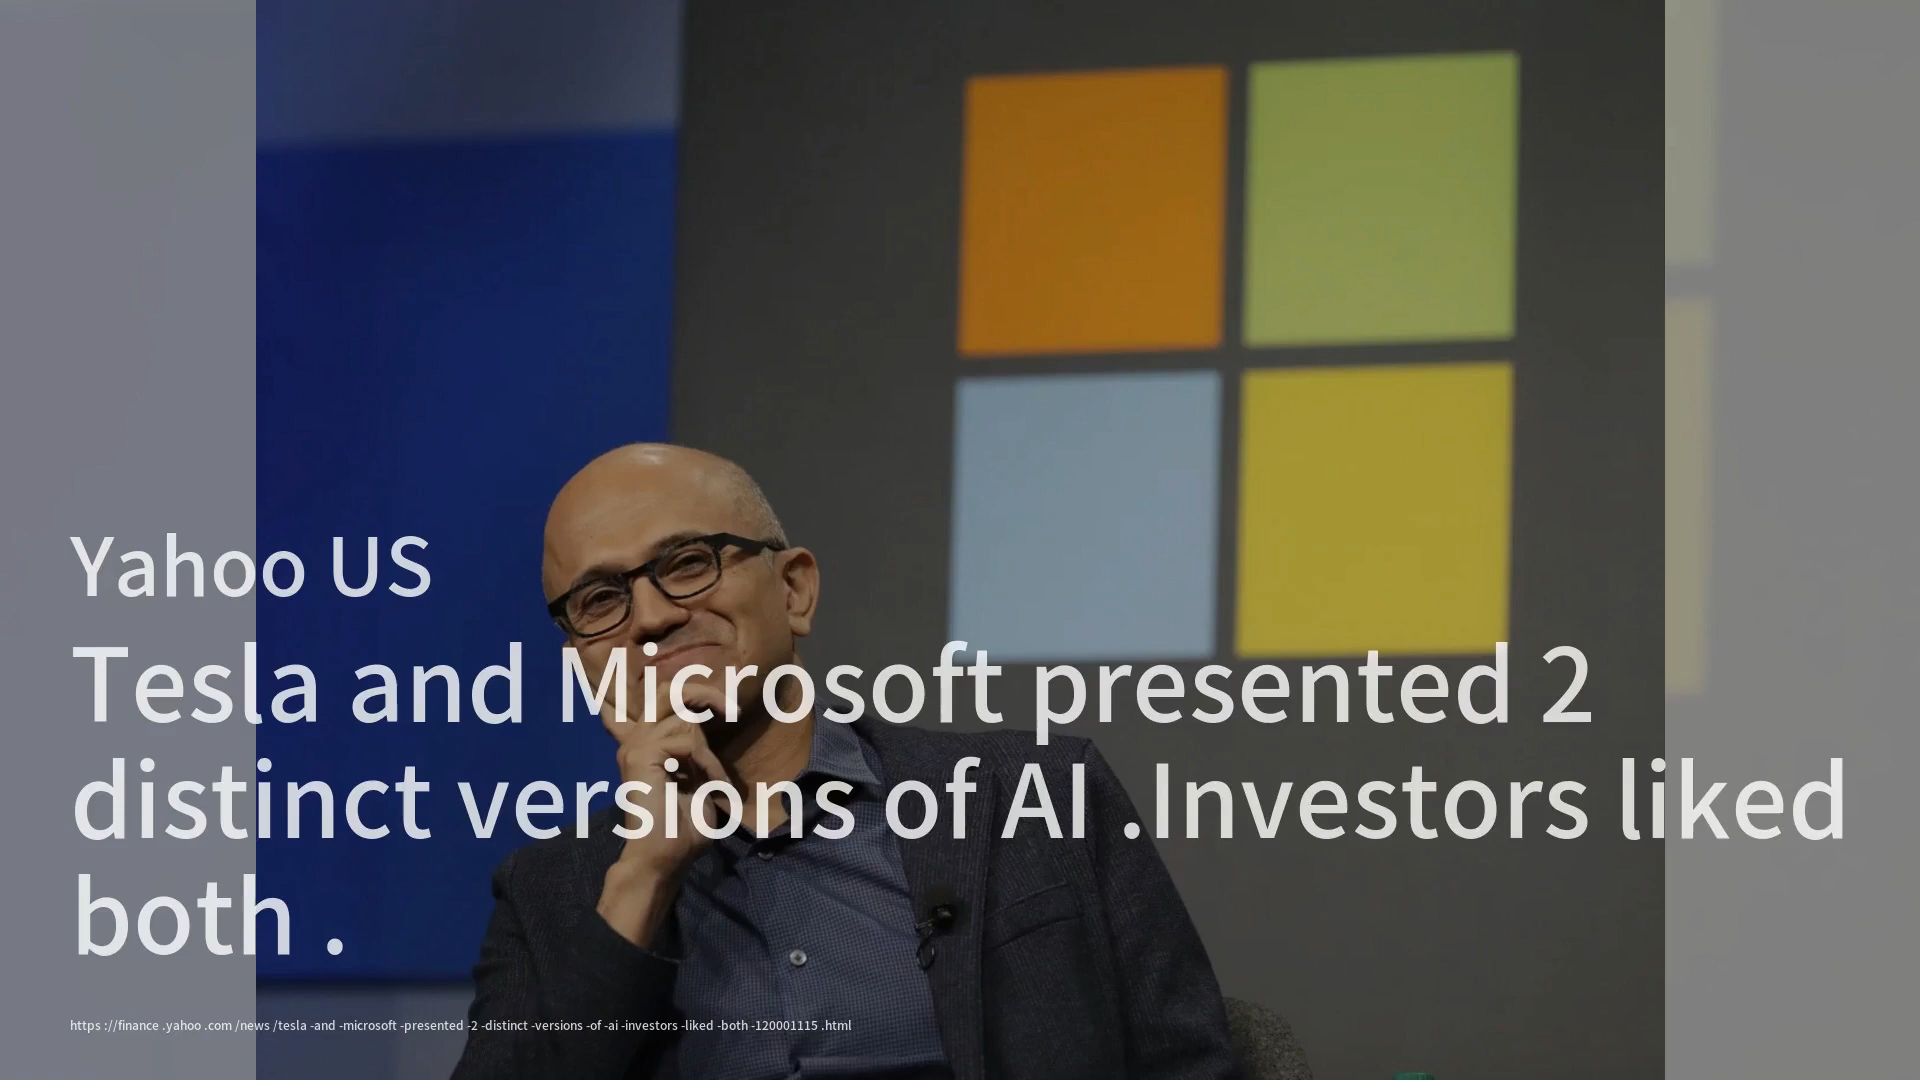 Yahoo US
Tesla and Microsoft presented 2
distinct versions of AI .Investors liked
both .
https ://finance .yahoo .com /news /tesla -and -microsoft -presented -2 -distinct -versions -of -ai -investors -liked -both -120001115 .html